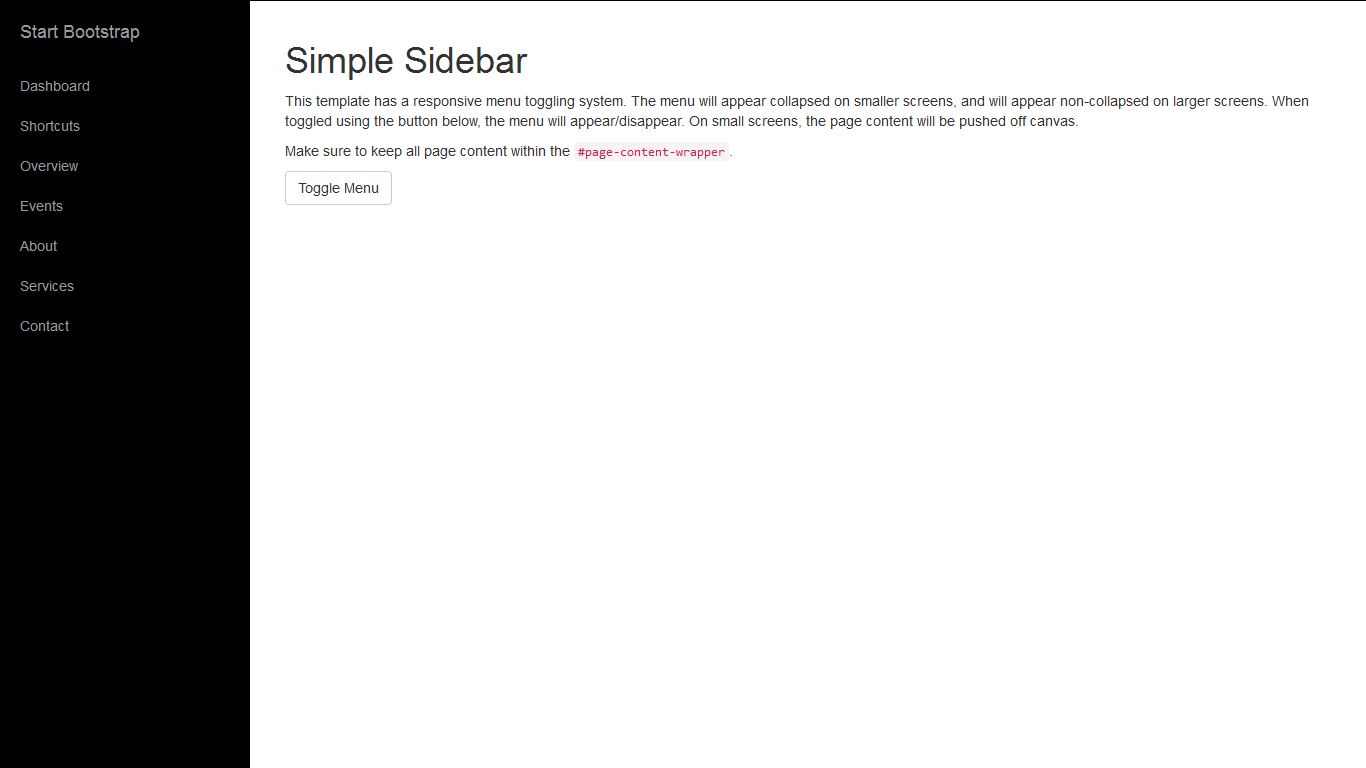 Start Bootstrap
Dashboard
Shortcuts
Overview
Events
About
Services
Contact
Simple Sidebar
This template has a responsive menu toggling system. The menu will appear collapsed on smaller screens, and will appear non-collapsed on larger screens. When
toggled using the button below, the menu will appear/disappear. On small screens, the page content will be pushed off canvas.
Make sure to keep all page content within the #page-content-wrapper.
Toggle Menu